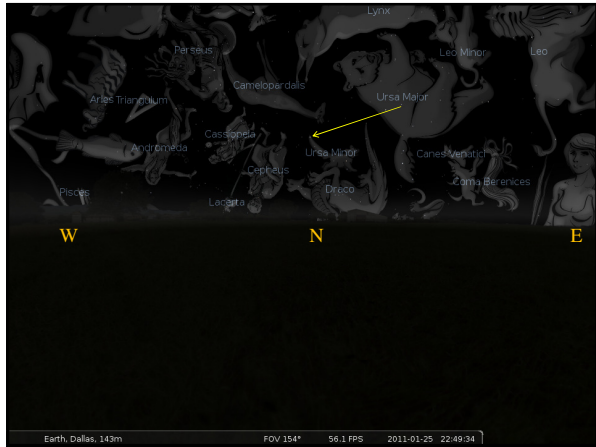 Lynx
Perseus
Leo Minor
Leo
Camelopardalis
Ursa Maior
Aries Triangulum
Cassiopeia
Andromeda
Ursa Minor
Canes Venatici
Cepheus
Coma Berenices
Draco
Pisces
Lacerta
W
N
E
Earth, Dallas, 143m
FOV 154°
56.1 FPS
2011-01-25 22:49:34